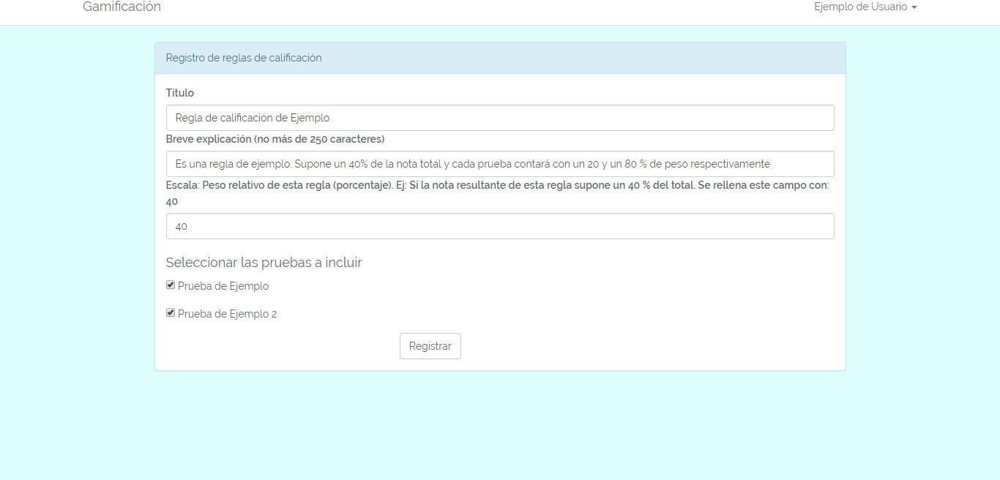 Gamificación
Ejemplo de Usuario
Registro de reglas de calificación
Título
Regla de calificación de Ejemplo
Breve explicación (no más de 250 caracteres)
Es una regla de ejemplo. Supone un 40% de la nota total y cada prueba contará con un 20 y un 80 % de peso respectivamente
Escala: Peso relativo de esta regla (porcentaje). Ej: Si la nota resultante de esta regla supone un 40 % del total. Se rellena este campo con:
40
40
Seleccionar las pruebas a incluir
Prueba de Ejemplo
Prueba de Ejemplo 2
Registrar